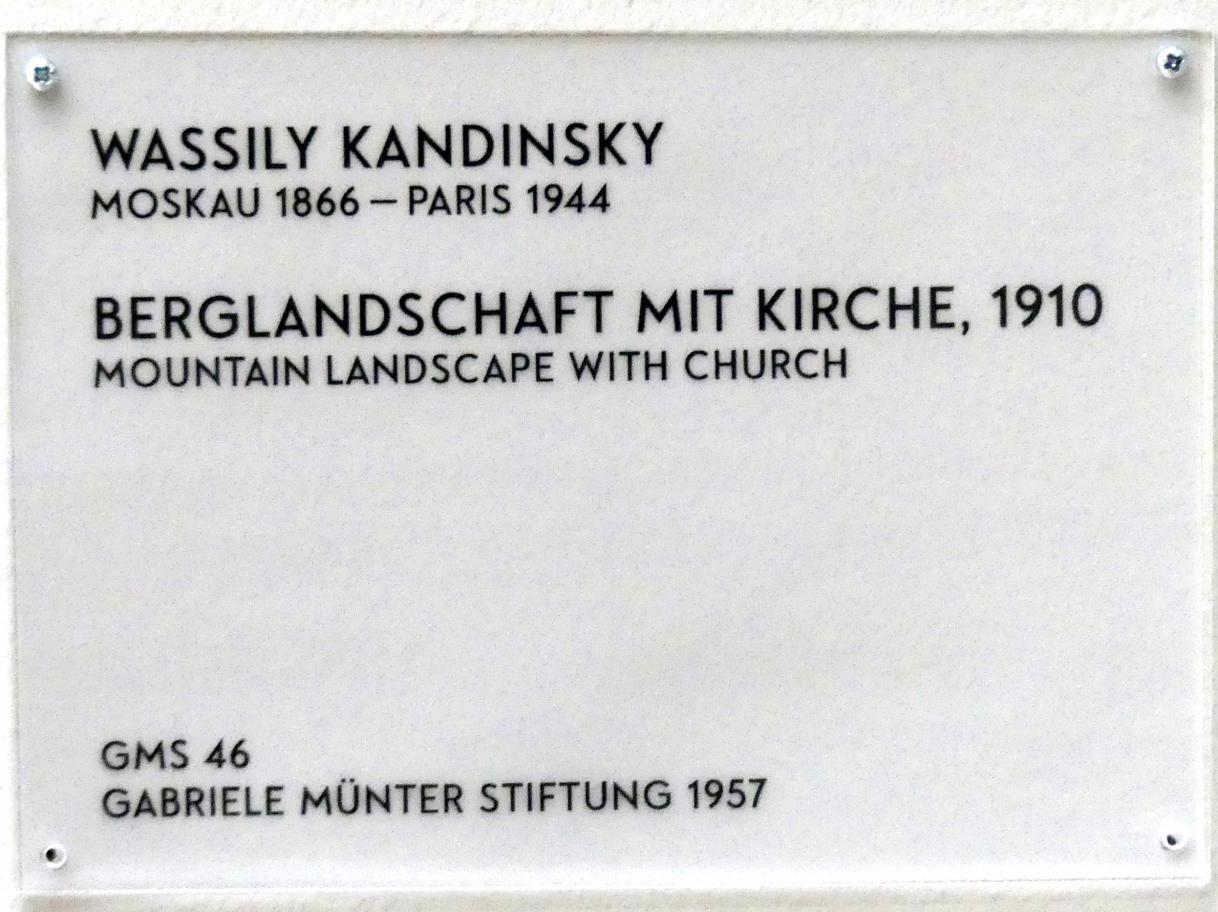 WASSILY KANDINSKY
MOSKAU 1866 – PARIS 1944
BERGLANDSCHAFT MIT KIRCHE, 1910
MOUNTAIN LANDSCAPE WITH CHURCH
GMS 46
GABRIELE MÜNTER STIFTUNG 1957